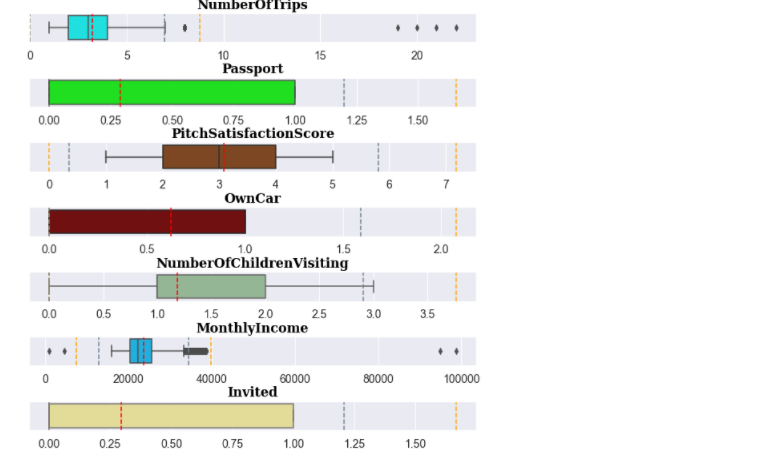 NumberOfTrips
0 5 10 15 20
Passport
0.00 0.25 0.50 0.75 1.00 1.25 1.50
PitchSatisfactionScore
0 1 2 3 4 5 6 7
OwnCar
0.0 0.5 1.0 1.5 2.0
NumberOfChildrenVisiting
0.0 0.5 1.0 1.5 2.0 2.5 3.0 3.5
MonthlyIncome
0 20000 40000 60000 80000 100000
Invited
0.00 0.25 0.50 0.75 1.00 1.25 1.50